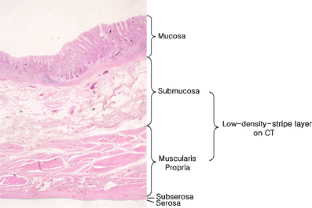 Mucosa
Submucosa
Low-density-stripe layer
on CT
Muscularis
Propria
Subserosa
Serosa